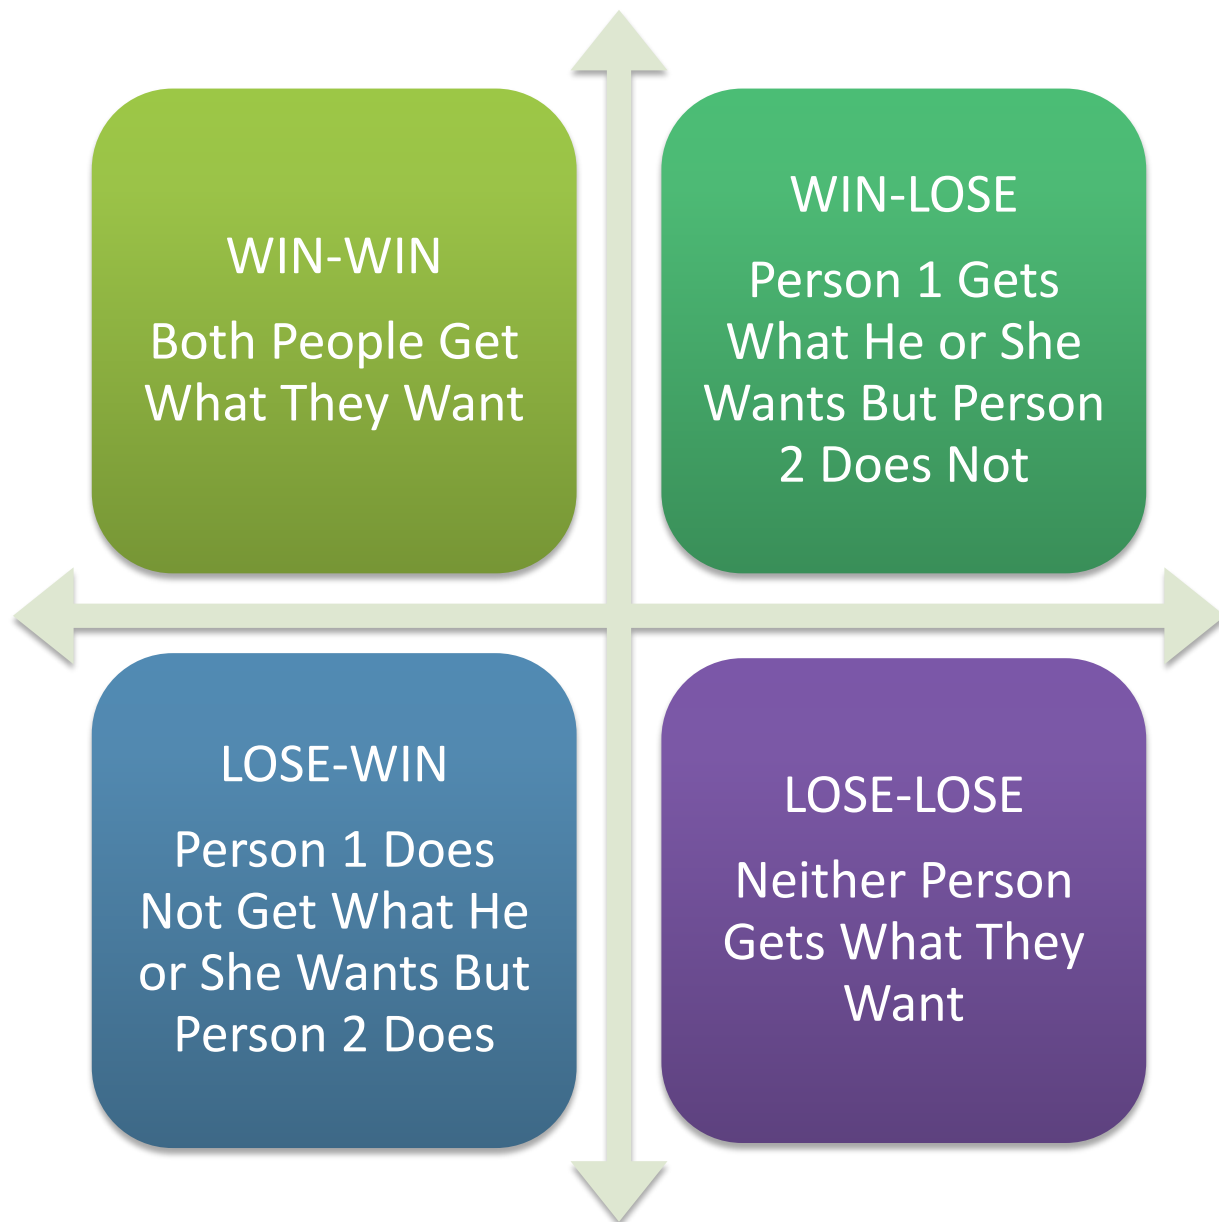 WIN-WIN
Both People Get
What They Want
WIN-LOSE
Person 1 Gets
What He or She
Wants But Person
2 Does Not
LOSE-WIN
Person 1 Does
Not Get What He
or She Wants But
Person 2 Does
LOSE-LOSE
Neither Person
Gets What They
Want